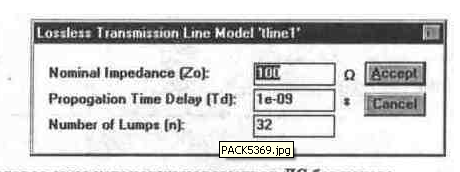 Lossless Transmission Line Model 'tline1'
Nominal Impedance (Zo): 100 Ω Accept
Propogation Time Delay (Td): 1e-09 s Cancel
Number of Lumps (n): 32
PACK5369.jpg